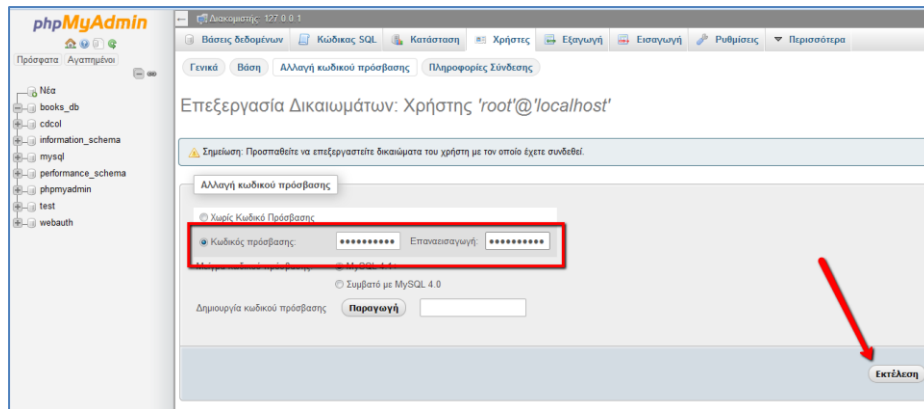 phpMyAdmin
Πρόσφατα Αγαπημένοι
Νέα
books_db
cdcol
information_schema
mysql
performance_schema
phpmyadmin
test
webauth
Διακομιστής: 127.0.0.1
Βάσεις δεδομένων Κώδικας SQL Κατάσταση Χρήστες Εξαγωγή Εισαγωγή Ρυθμίσεις Περισσότερα
Γενικά Βάση Αλλαγή κωδικού πρόσβασης Πληροφορίες Σύνδεσης
Επεξεργασία Δικαιωμάτων: Χρήστης 'root'@'localhost'
Σημείωση: Προσπαθείτε να επεξεργαστείτε δικαιώματα του χρήστη με τον οποίο έχετε συνδεθεί.
Αλλαγή κωδικού πρόσβασης
Χωρίς Κωδικό Πρόσβασης
Κωδικός πρόσβασης: •••••••••• Επαναεισαγωγή: ••••••••••
κωδικού πρόσβασης: MySQL 4.1+
Συμβατό με MySQL 4.0
Δημιουργία κωδικού πρόσβασης Παραγωγή
Εκτέλεση